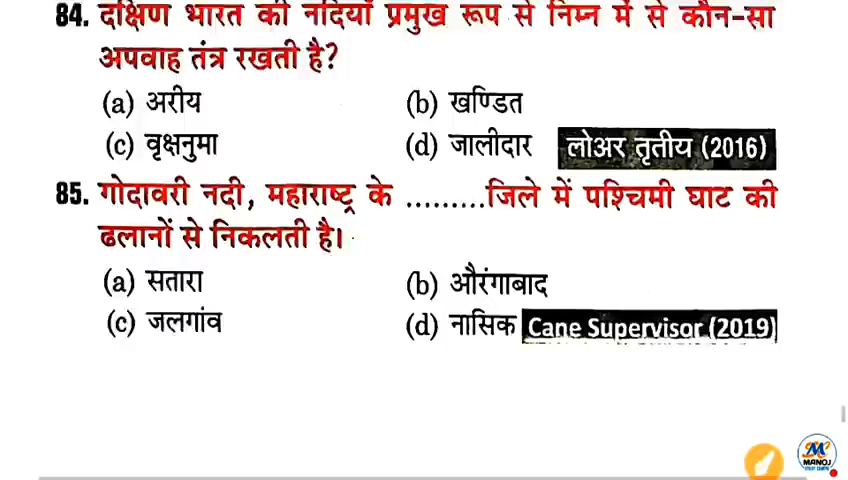 84. दक्षिण भारत की नदियाँ प्रमुख रूप से निम्न में से कौन-सा
अपवाह तंत्र रखती है?
(a) अरीय (b) खण्डित
(c) वृक्षनुमा (d) जालीदार लोअर तृतीय (2016)
85. गोदावरी नदी, महाराष्ट्र के .........जिले में पश्चिमी घाट की
ढलानों से निकलती है।
(a) सतारा (b) औरंगाबाद
(c) जलगांव (d) नासिक Cane Supervisor (2019)
MANOJ